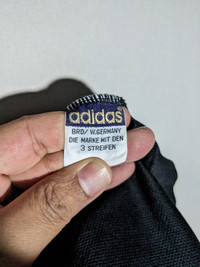 adidas
BRD/ W.GERMANY
DIE MARKE MIT DEN
3 STREIFEN